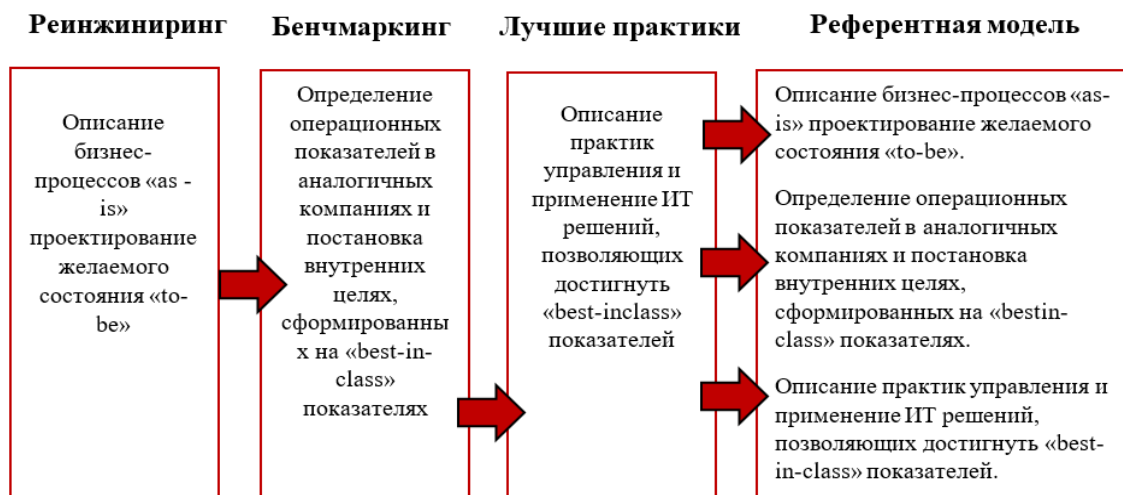 Реинжиниринг
Описание
бизнес-
процессов «as -
is»
проектирование
желаемого
состояния «to-
be»
Бенчмаркинг
Определение
операционных
показателей в
аналогичных
компаниях и
постановка
внутренних
целях,
сформированны
х на «best-in-
class»
показателях
Лучшие практики
Описание
практик
управления и
применение ИТ
решений,
позволяющих
достигнуть
«best-inclass»
показателей
Референтная модель
Описание бизнес-процессов «as-
is» проектирование желаемого
состояния «to-be».
Определение операционных
показателей в аналогичных
компаниях и постановка
внутренних целях,
сформированных на «bestin-
class» показателях.
Описание практик управления и
применение ИТ решений,
позволяющих достигнуть «best-
in-class» показателей.